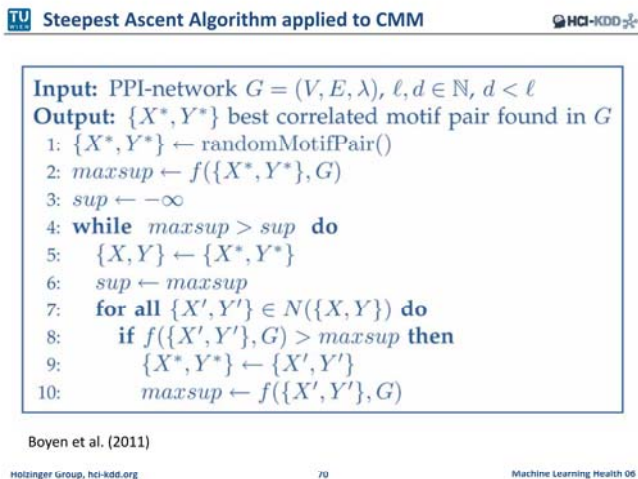 TU
WIEN
Steepest Ascent Algorithm applied to CMM
HCI-KDD
Input: PPI-network G = (V, E, λ), ℓ, d ∈ ℕ, d < ℓ
Output: {X*, Y*} best correlated motif pair found in G
1: {X*, Y*} ← randomMotifPair()
2: maxsup ← f({X*, Y*}, G)
3: sup ← −∞
4: while maxsup > sup do
5: {X, Y} ← {X*, Y*}
6: sup ← maxsup
7: for all {X′, Y′} ∈ N({X, Y}) do
8: if f({X′, Y′}, G) > maxsup then
9: {X*, Y*} ← {X′, Y′}
10: maxsup ← f({X′, Y′}, G)
Boyen et al. (2011)
Holzinger Group, hci-kdd.org
70
Machine Learning Health 06